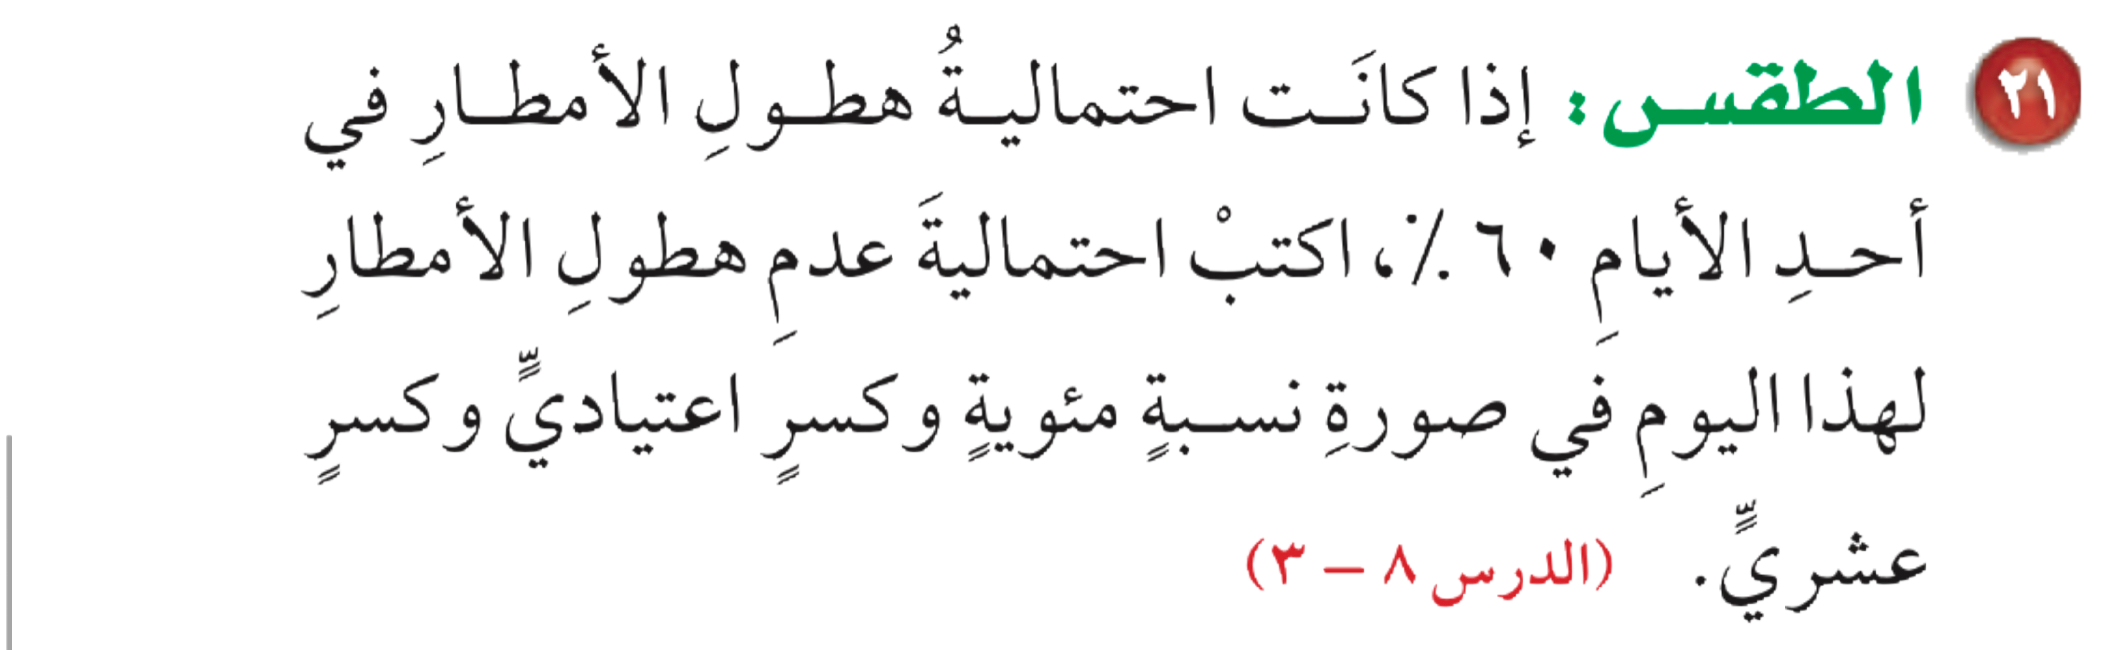 ٢١ الطقس: إذا كانَت احتماليةُ هطولِ الأمطارِ في
أحدِ الأيامِ ٦٠٪، اكتبْ احتماليةَ عدمِ هطولِ الأمطارِ
لهذا اليومِ في صورةِ نسبةٍ مئويةٍ وكسرٍ اعتياديٍّ وكسرٍ
عشريٍّ. (الدرس ٨ – ٣)